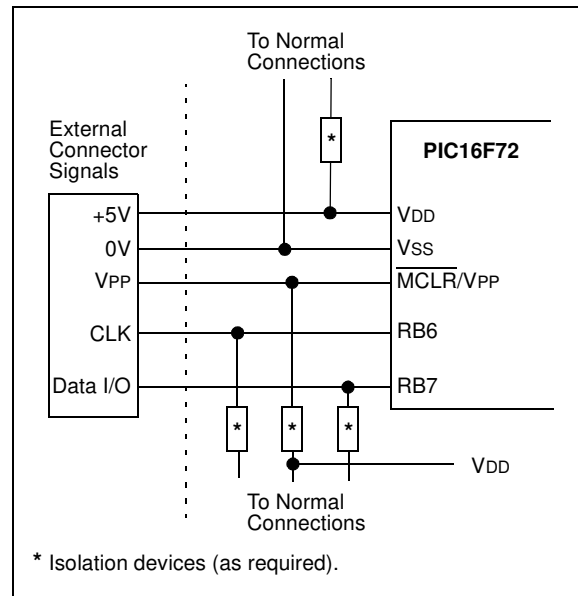 To Normal
Connections
External
Connector
Signals
*
PIC16F72
+5V
VDD
0V
VSS
VPP
MCLR/VPP
CLK
RB6
Data I/O
RB7
* * *
VDD
To Normal
Connections
* Isolation devices (as required).